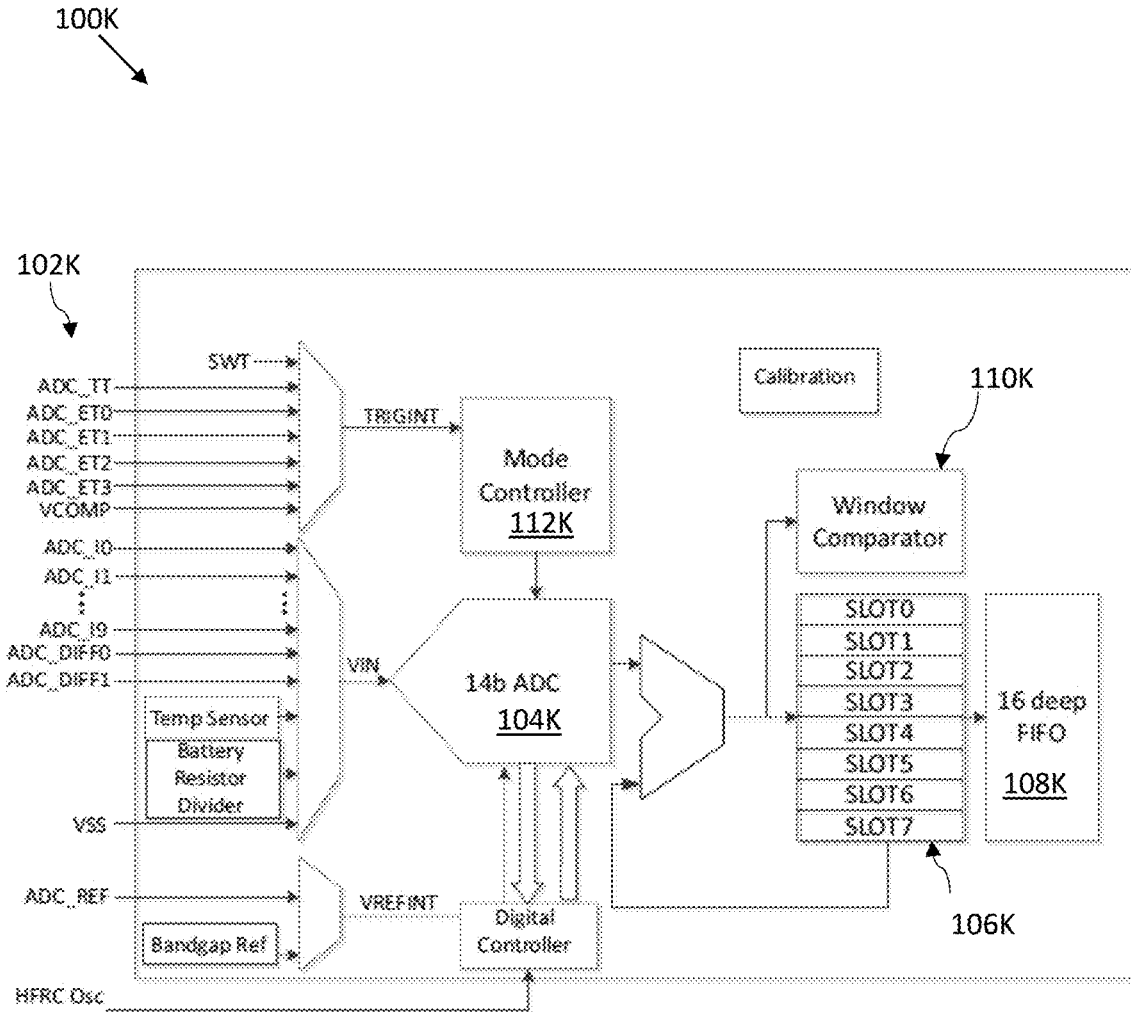 100K
102K
SWT
ADC_TT
ADC_ET0
ADC_ET1
ADC_ET2
ADC_ET3
VCOMP
TRIGINT
Mode
Controller
112K
Calibration
110K
Window
Comparator
ADC_I0
ADC_I1
ADC_I9
ADC_DIFF0
ADC_DIFF1
Temp Sensor
Battery
Resistor
Divider
VSS
VIN
14b ADC
104K
SLOT0
SLOT1
SLOT2
SLOT3
SLOT4
SLOT5
SLOT6
SLOT7
16 deep
FIFO
108K
106K
ADC_REF
Bandgap Ref
VREFINT
Digital
Controller
HFRC Osc